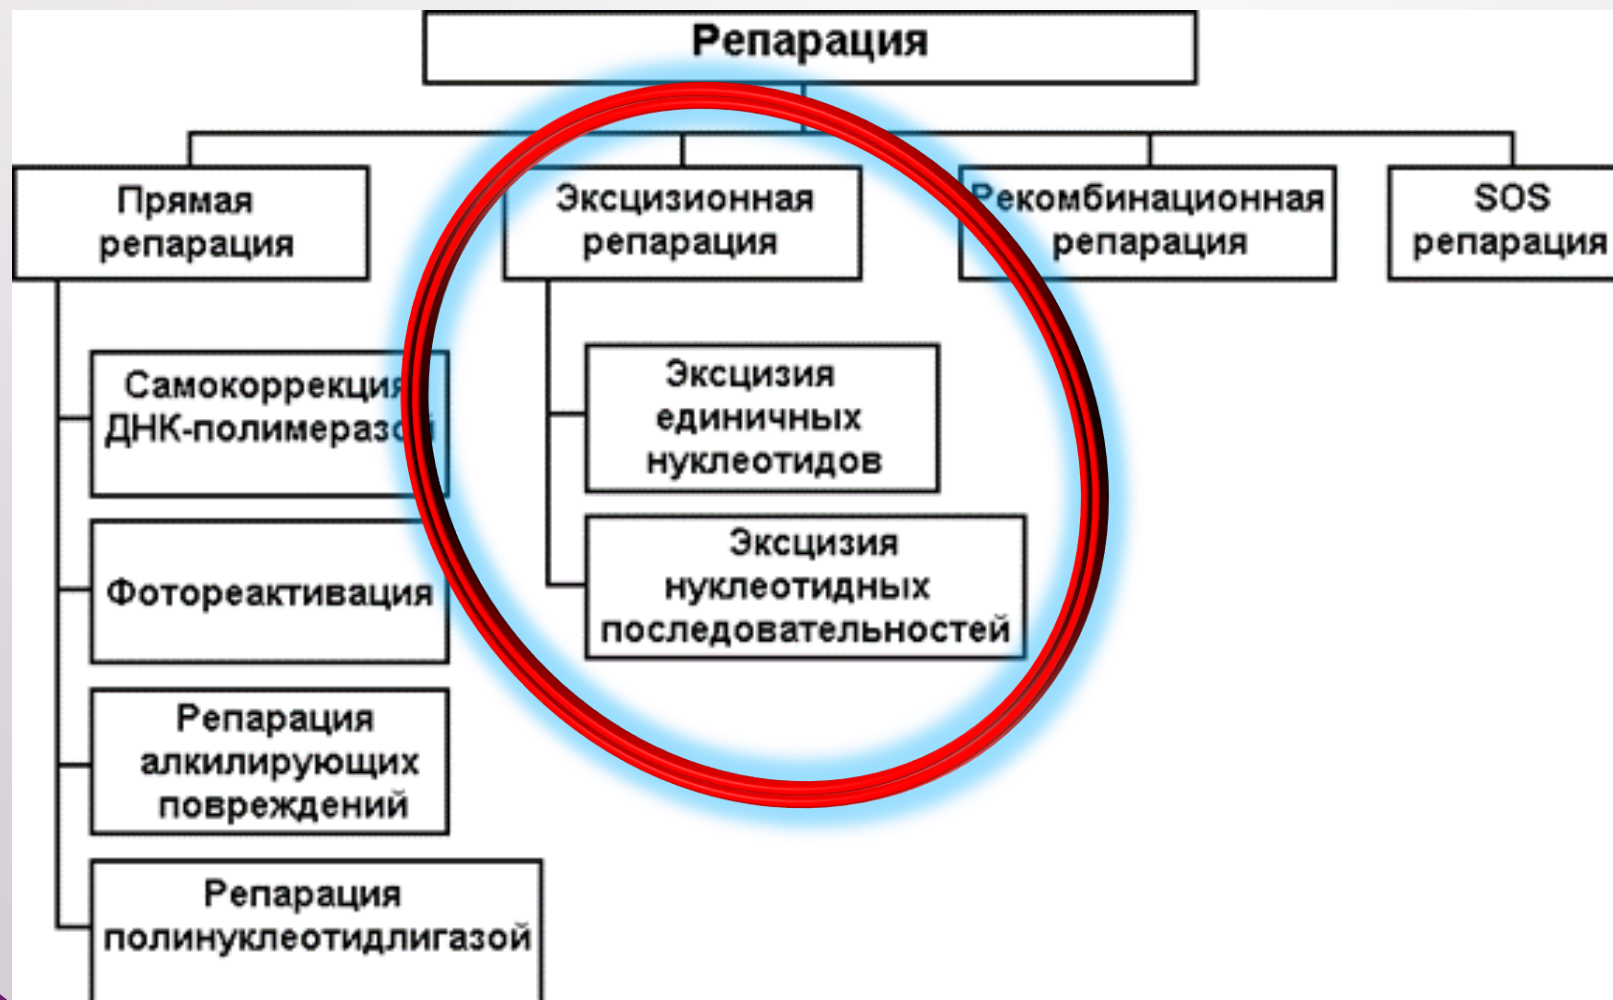 Репарация
Прямая
репарация
Эксцизионная
репарация
Рекомбинационная
репарация
SOS
репарация
Самокоррекция
ДНК-полимеразой
Фотореактивация
Репарация
алкилирующих
повреждений
Репарация
полинуклеотидлигазой
Эксцизия
единичных
нуклеотидов
Эксцизия
нуклеотидных
последовательностей